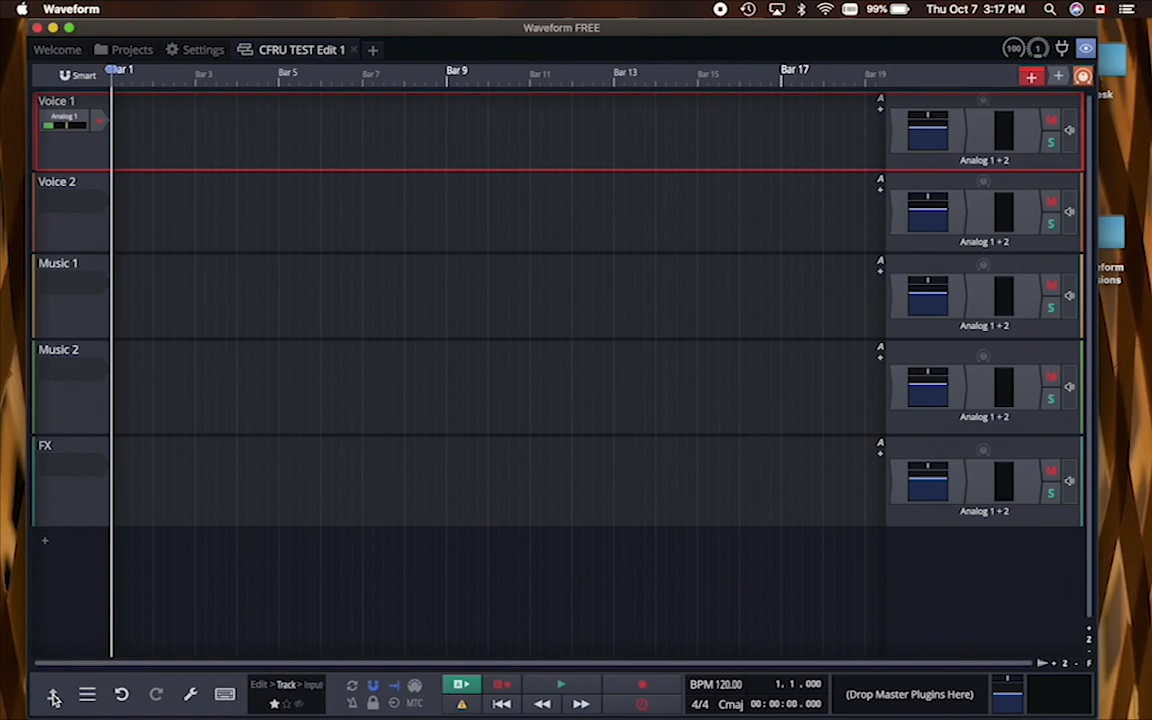 Waveform
99%
Thu Oct 7 3:17 PM
Waveform FREE
Welcome
Projects
Settings
CFRU TEST Edit 1
100
1
Smart
Bar 1
Bar 3
Bar 5
Bar 7
Bar 9
Bar 11
Bar 13
Bar 15
Bar 17
Bar 19
esk
Voice 1
Analog 1
A
M
S
Analog 1 + 2
Voice 2
A
M
S
Analog 1 + 2
Music 1
A
M
S
Analog 1 + 2
eform
ions
Music 2
A
M
S
Analog 1 + 2
FX
A
M
S
Analog 1 + 2
Z
Z
F
Edit > Track > Input
MTC
A
A
BPM 120.00
1, 1 .000
4/4 Cmaj
00: 00: 00 .000
(Drop Master Plugins Here)